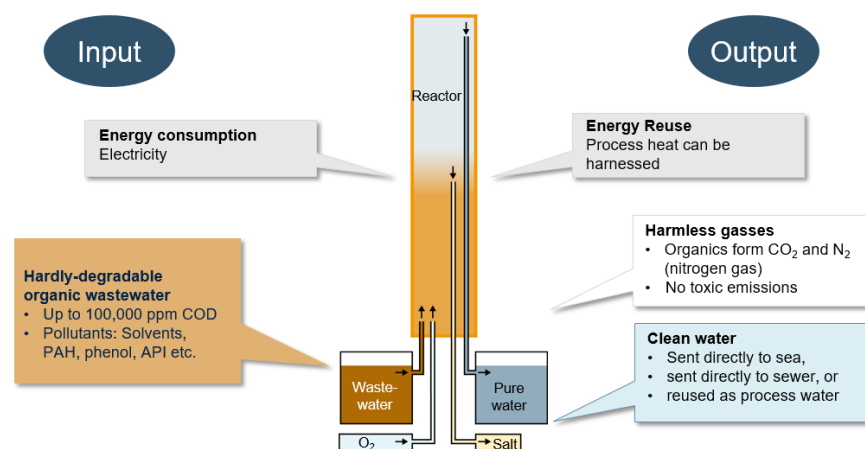 Input
Output
Reactor
Energy consumption
Electricity
Energy Reuse
Process heat can be
harnessed
Hardly-degradable
organic wastewater
• Up to 100,000 ppm COD
• Pollutants: Solvents,
PAH, phenol, API etc.
Harmless gasses
• Organics form CO₂ and N₂
(nitrogen gas)
• No toxic emissions
Clean water
• Sent directly to sea,
• sent directly to sewer, or
• reused as process water
Waste-
water
Pure
water
O₂
Salt